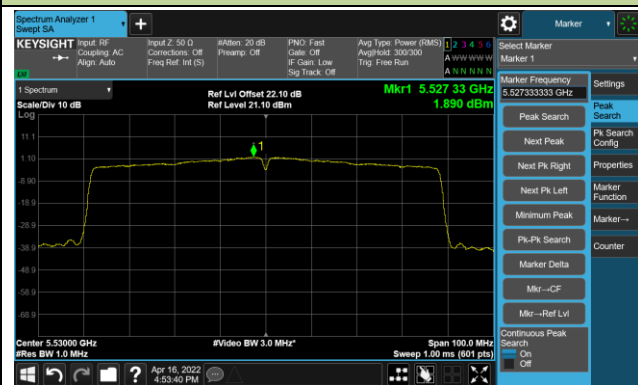 Spectrum Analyzer 1
Swept SA
+
Marker
KEYSIGHT
Input: RF
Coupling: AC
Align: Auto
Input Z: 50 Ω
Corrections: Off
Freq Ref: Int (S)
#Atten: 20 dB
Preamp: Off
PNO: Fast
Gate: Off
IF Gain: Low
Sig Track: Off
Avg Type: Power (RMS)
Avg|Hold: 300/300
Trig: Free Run
1 2 3 4 5 6
A W W W W W
A N N N N N
LXI
Select Marker
Marker 1
1 Spectrum
Scale/Div 10 dB
Log
Ref Lvl Offset 22.10 dB
Ref Level 21.10 dBm
Mkr1 5.527 33 GHz
1.890 dBm
11.1
1.10
-8.90
-18.9
-28.9
-38.9
-48.9
-58.9
-68.9
1
Center 5.53000 GHz
#Res BW 1.0 MHz
#Video BW 3.0 MHz*
Span 100.0 MHz
Sweep 1.00 ms (601 pts)
Marker Frequency
5.527333333 GHz
Peak Search
Next Peak
Next Pk Right
Next Pk Left
Minimum Peak
Pk-Pk Search
Marker Delta
Mkr→CF
Mkr→Ref Lvl
Continuous Peak
Search
On
Off
Settings
Peak
Search
Pk Search
Config
Properties
Marker
Function
Marker→
Counter
?
Apr 16, 2022
4:53:40 PM